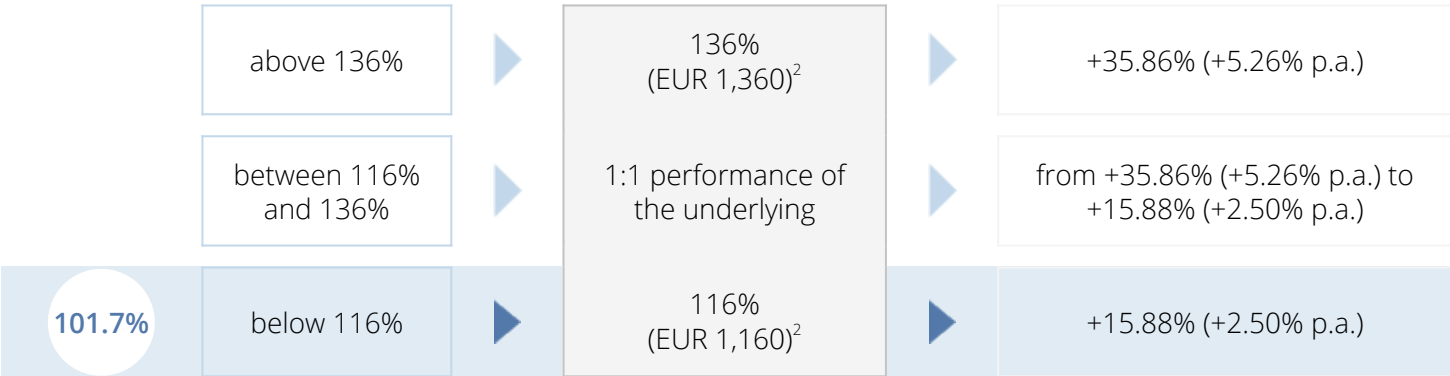 above 136%
136%
(EUR 1,360)²
+35.86% (+5.26% p.a.)
between 116%
and 136%
1:1 performance of
the underlying
from +35.86% (+5.26% p.a.) to
+15.88% (+2.50% p.a.)
101.7%
below 116%
116%
(EUR 1,160)²
+15.88% (+2.50% p.a.)